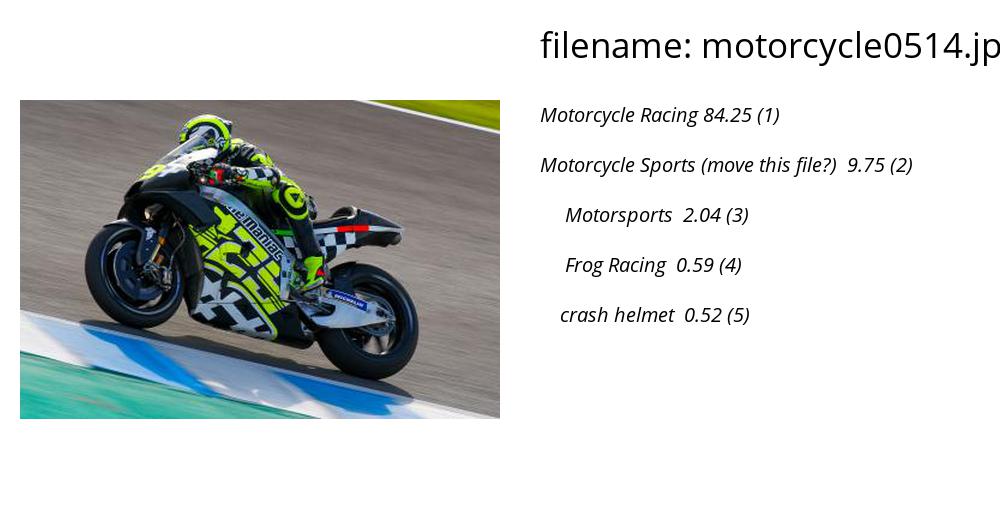 filename: motorcycle0514.jp
Motorcycle Racing 84.25 (1)
Motorcycle Sports (move this file?) 9.75 (2)
Motorsports 2.04 (3)
Frog Racing 0.59 (4)
crash helmet 0.52 (5)
MICHELIN